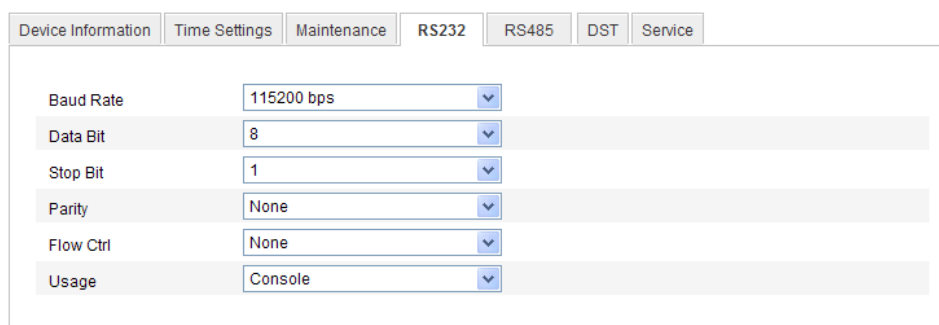 Device Information Time Settings Maintenance RS232 RS485 DST Service
Baud Rate 115200 bps
Data Bit 8
Stop Bit 1
Parity None
Flow Ctrl None
Usage Console